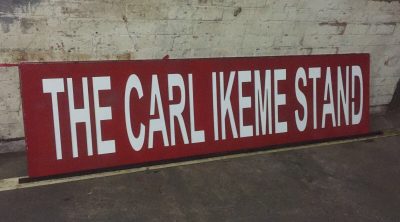 THE CARL IKEME STAND